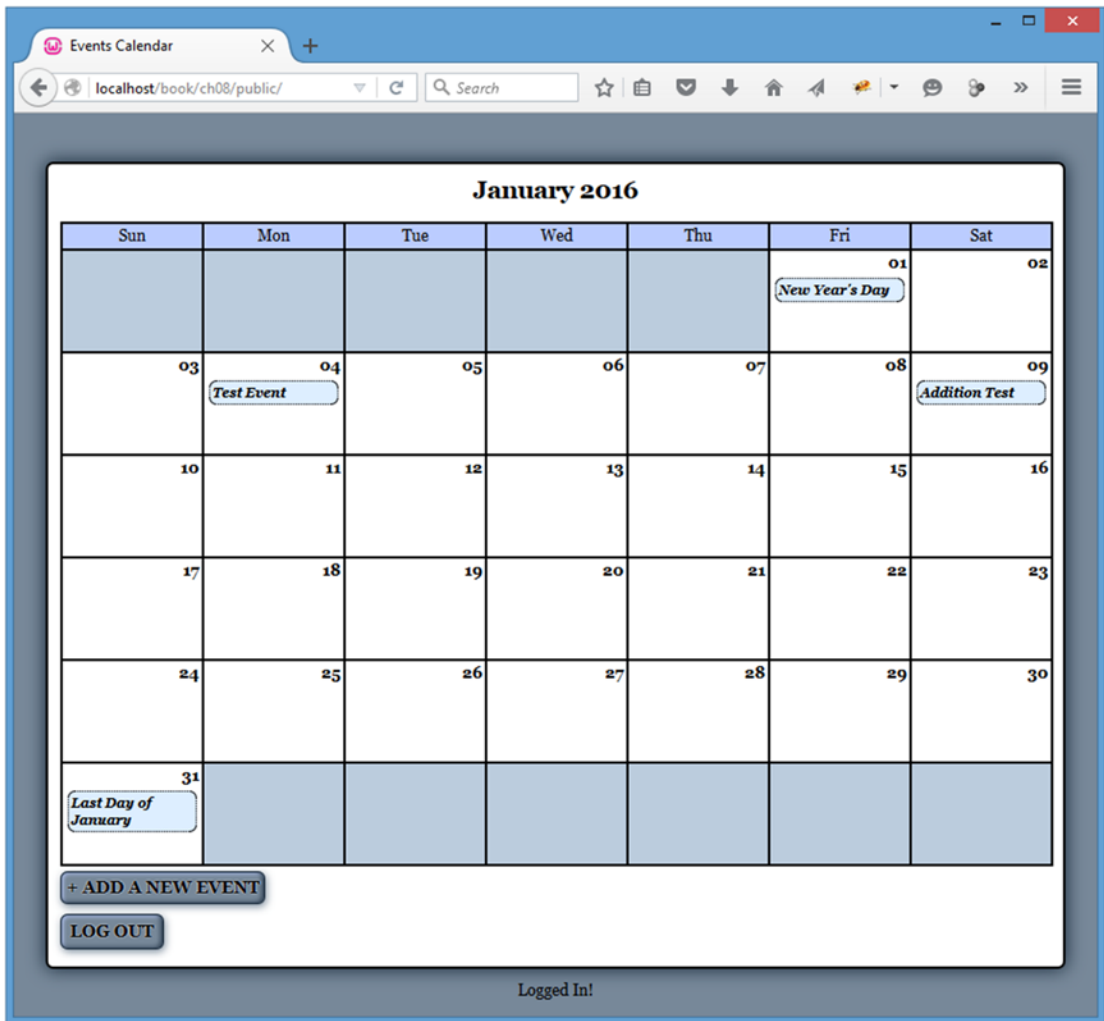 Events Calendar
localhost/book/ch08/public/
Search
January 2016
Sun Mon Tue Wed Thu Fri Sat
01 02
New Year's Day
03 04 05 06 07 08 09
Test Event Addition Test
10 11 12 13 14 15 16
17 18 19 20 21 22 23
24 25 26 27 28 29 30
31
Last Day of
January
+ ADD A NEW EVENT
LOG OUT
Logged In!